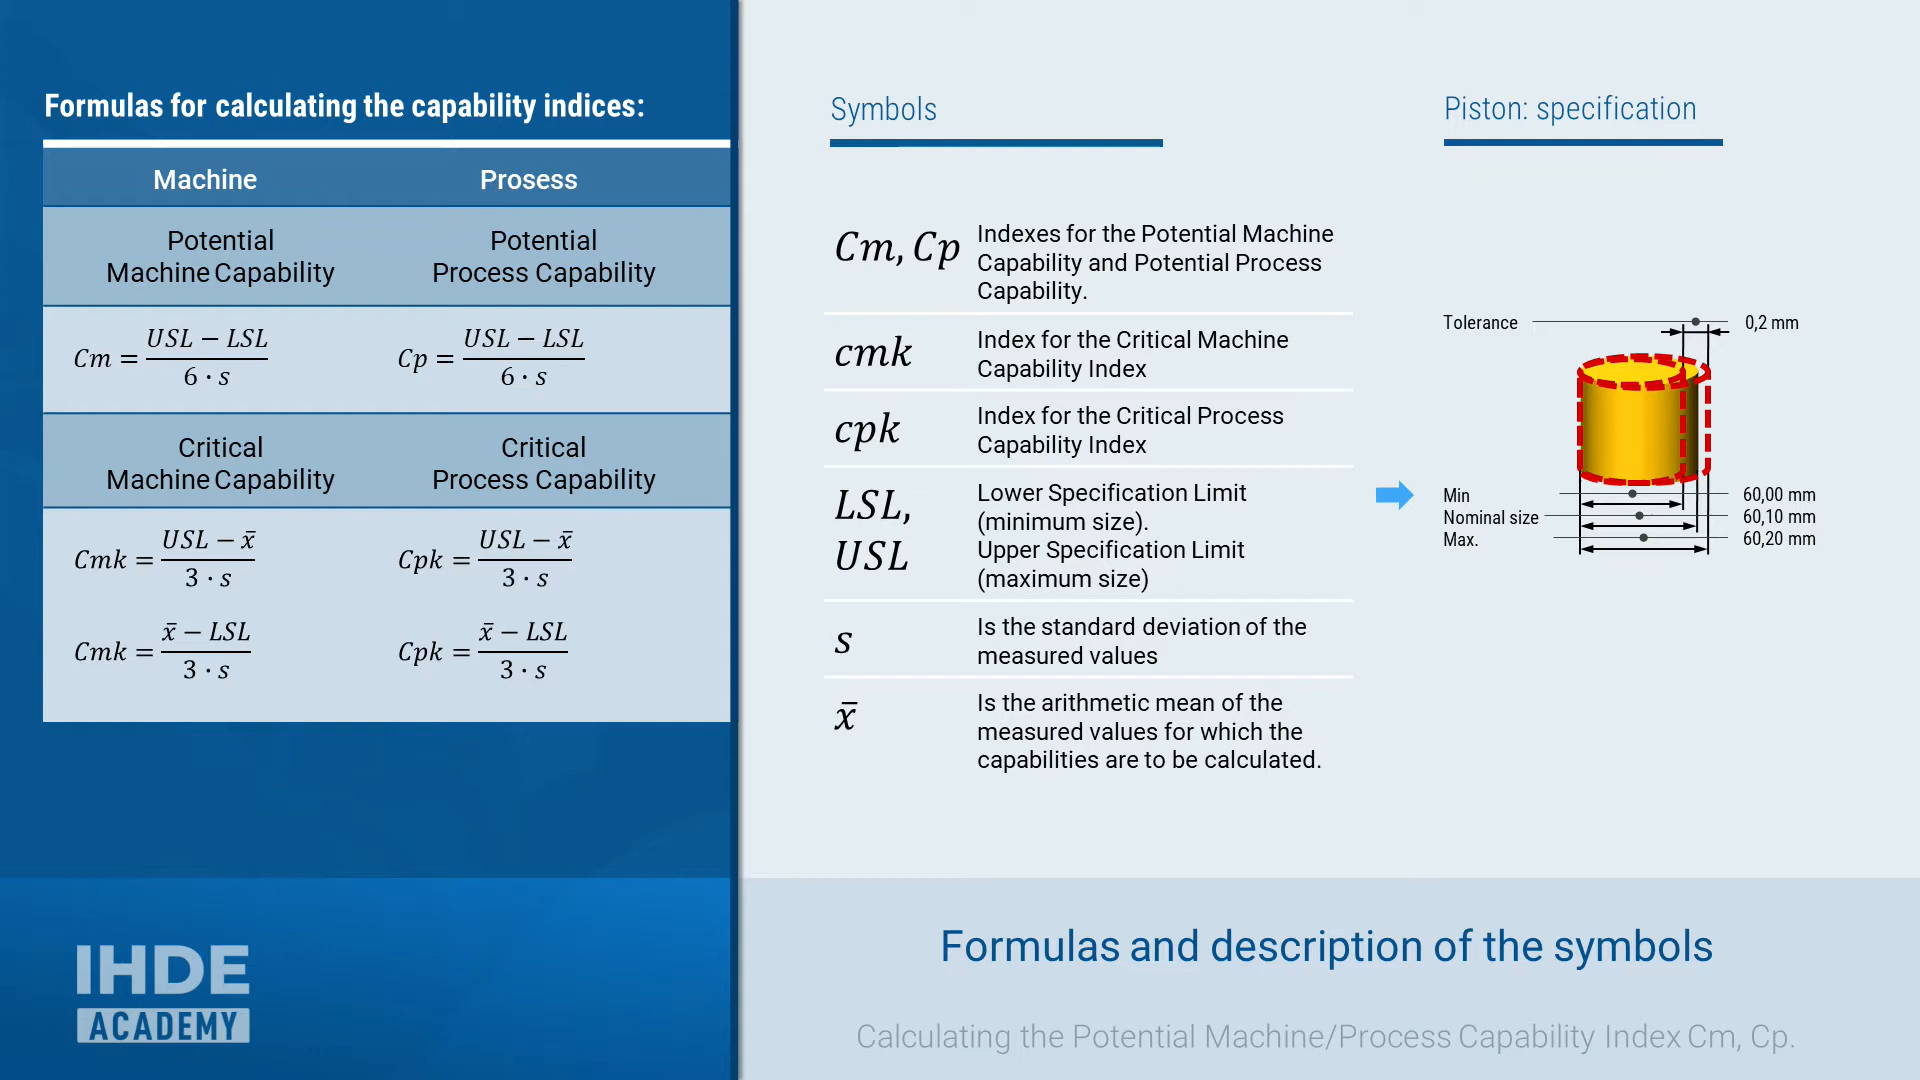 Formulas for calculating the capability indices:
Machine Prosess
Potential
Machine Capability
Potential
Process Capability
Cm = (USL − LSL) / (6 · s)
Cp = (USL − LSL) / (6 · s)
Critical
Machine Capability
Critical
Process Capability
Cmk = (USL − x̄) / (3 · s)
Cpk = (USL − x̄) / (3 · s)
Cmk = (x̄ − LSL) / (3 · s)
Cpk = (x̄ − LSL) / (3 · s)
IHDE
ACADEMY
Symbols
Cm, Cp
Indexes for the Potential Machine
Capability and Potential Process
Capability.
cmk
Index for the Critical Machine
Capability Index
cpk
Index for the Critical Process
Capability Index
LSL,
USL
Lower Specification Limit
(minimum size).
Upper Specification Limit
(maximum size)
s
Is the standard deviation of the
measured values
x̄
Is the arithmetic mean of the
measured values for which the
capabilities are to be calculated.
Piston: specification
Tolerance 0,2 mm
Min 60,00 mm
Nominal size 60,10 mm
Max. 60,20 mm
Formulas and description of the symbols
Calculating the Potential Machine/Process Capability Index Cm, Cp.